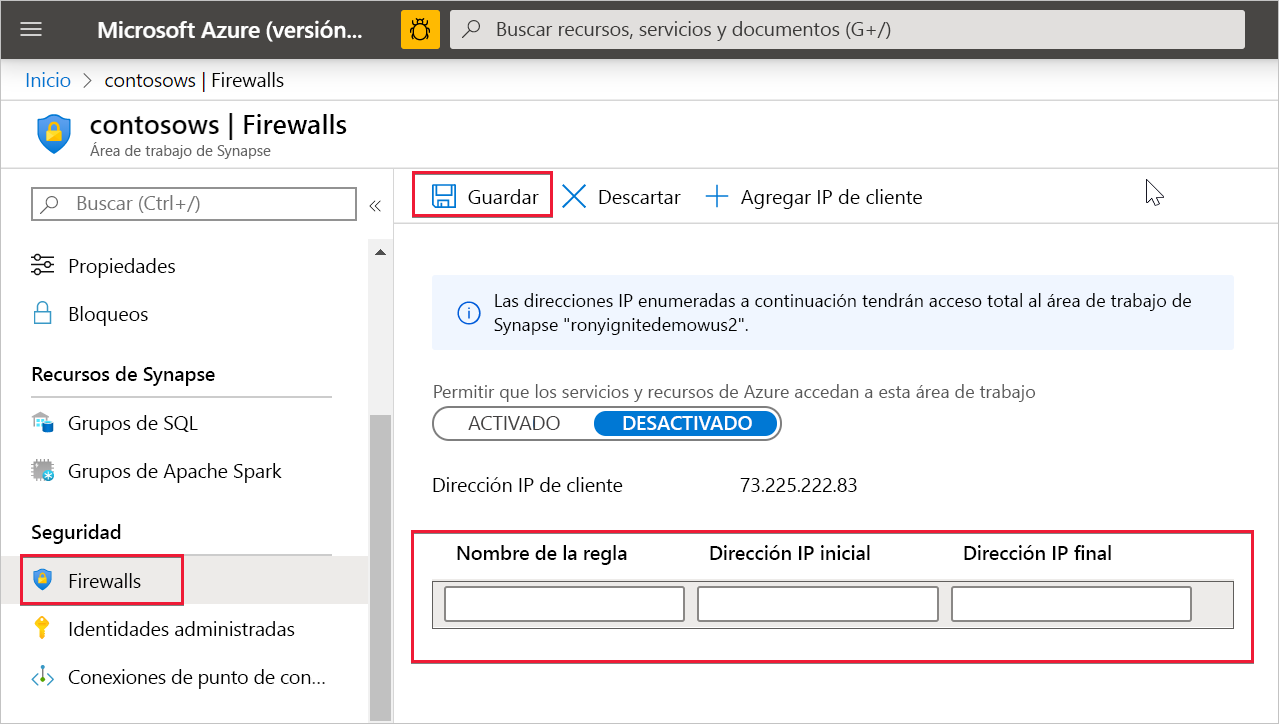 Microsoft Azure (versión...
Buscar recursos, servicios y documentos (G+/)
Inicio > contosows | Firewalls
contosows | Firewalls
Área de trabajo de Synapse
Buscar (Ctrl+/)
«
Propiedades
Bloqueos
Recursos de Synapse
Grupos de SQL
Grupos de Apache Spark
Seguridad
Firewalls
Identidades administradas
Conexiones de punto de con...
Guardar
Descartar
Agregar IP de cliente
Las direcciones IP enumeradas a continuación tendrán acceso total al área de trabajo de
Synapse "ronyignitedemowus2".
Permitir que los servicios y recursos de Azure accedan a esta área de trabajo
ACTIVADO DESACTIVADO
Dirección IP de cliente 73.225.222.83
Nombre de la regla Dirección IP inicial Dirección IP final